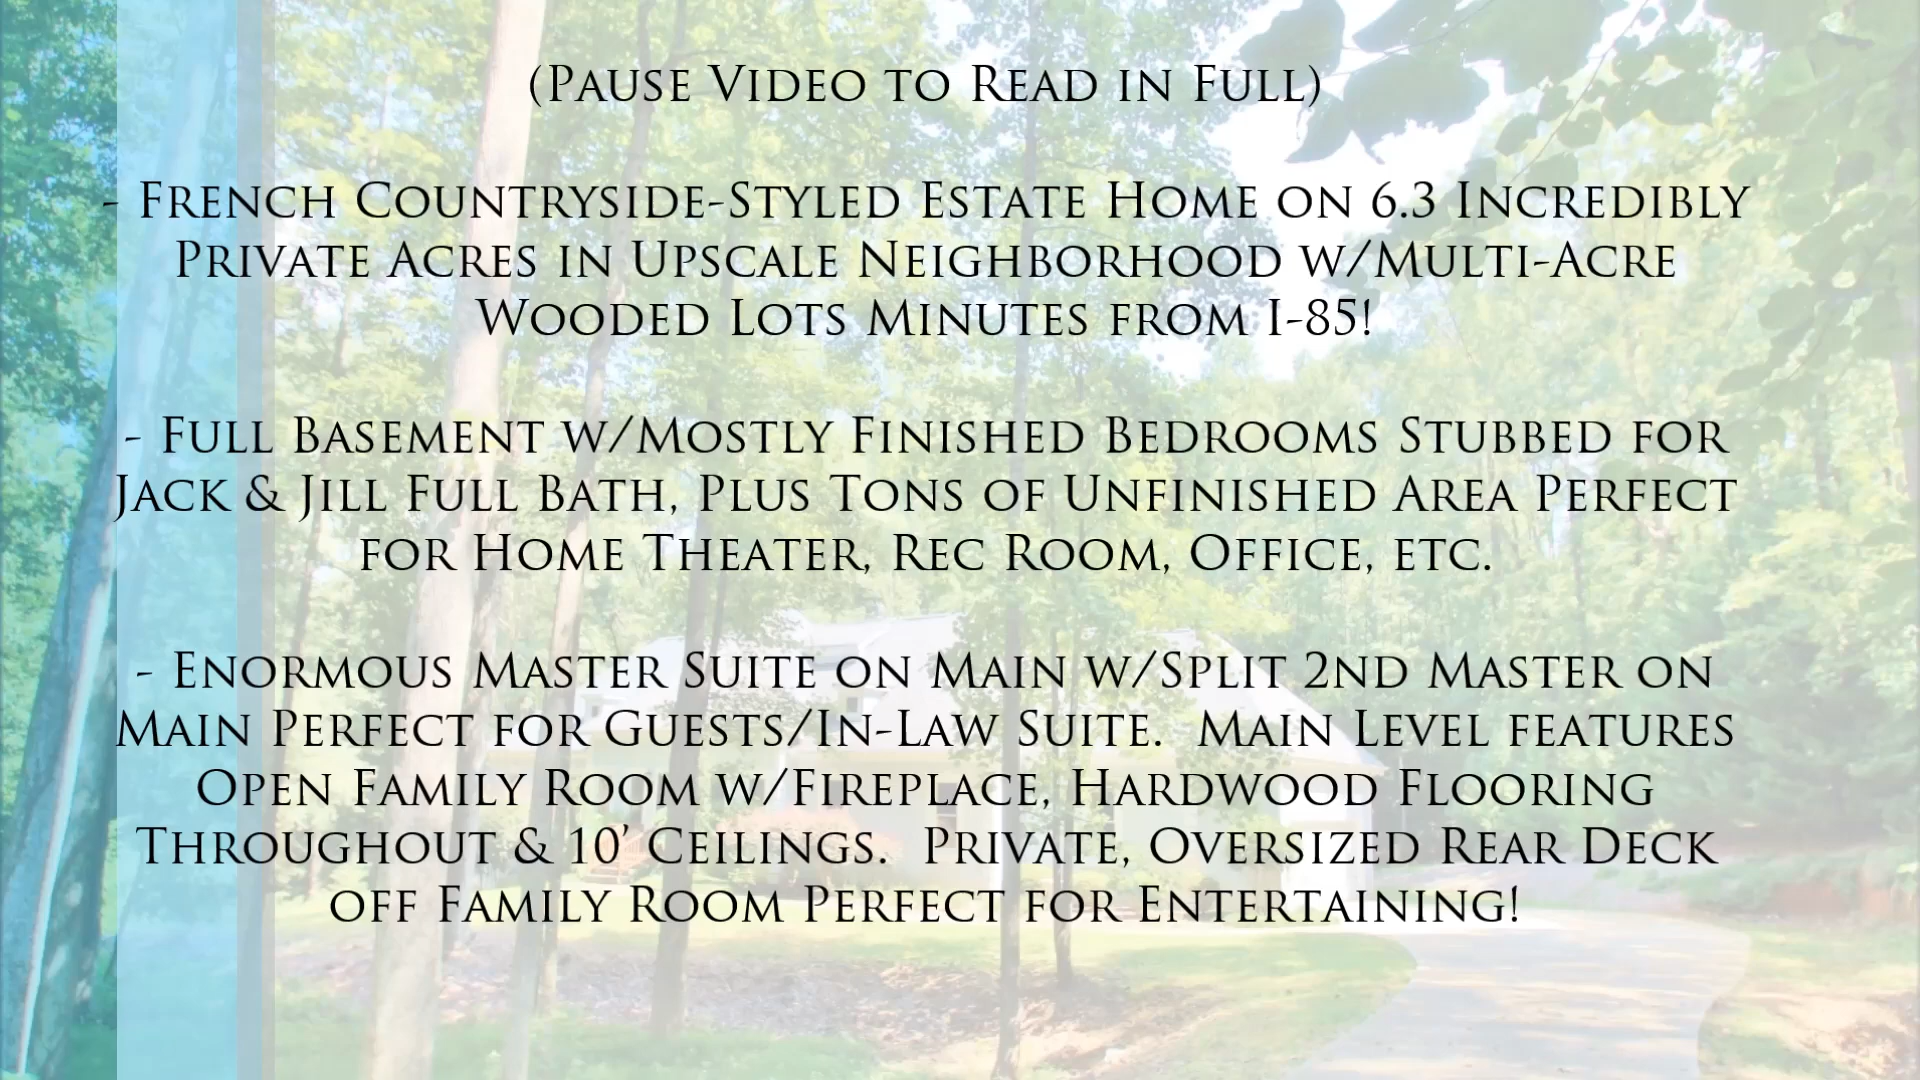 (Pause Video to Read in Full)
- French Countryside-Styled Estate Home on 6.3 Incredibly
Private Acres in Upscale Neighborhood w/Multi-Acre
Wooded Lots Minutes from I-85!
- Full Basement w/Mostly Finished Bedrooms Stubbed for
Jack & Jill Full Bath, Plus Tons of Unfinished Area Perfect
for Home Theater, Rec Room, Office, etc.
- Enormous Master Suite on Main w/Split 2nd Master on
Main Perfect for Guests/In-Law Suite. Main Level features
Open Family Room w/Fireplace, Hardwood Flooring
Throughout & 10’ Ceilings. Private, Oversized Rear Deck
off Family Room Perfect for Entertaining!